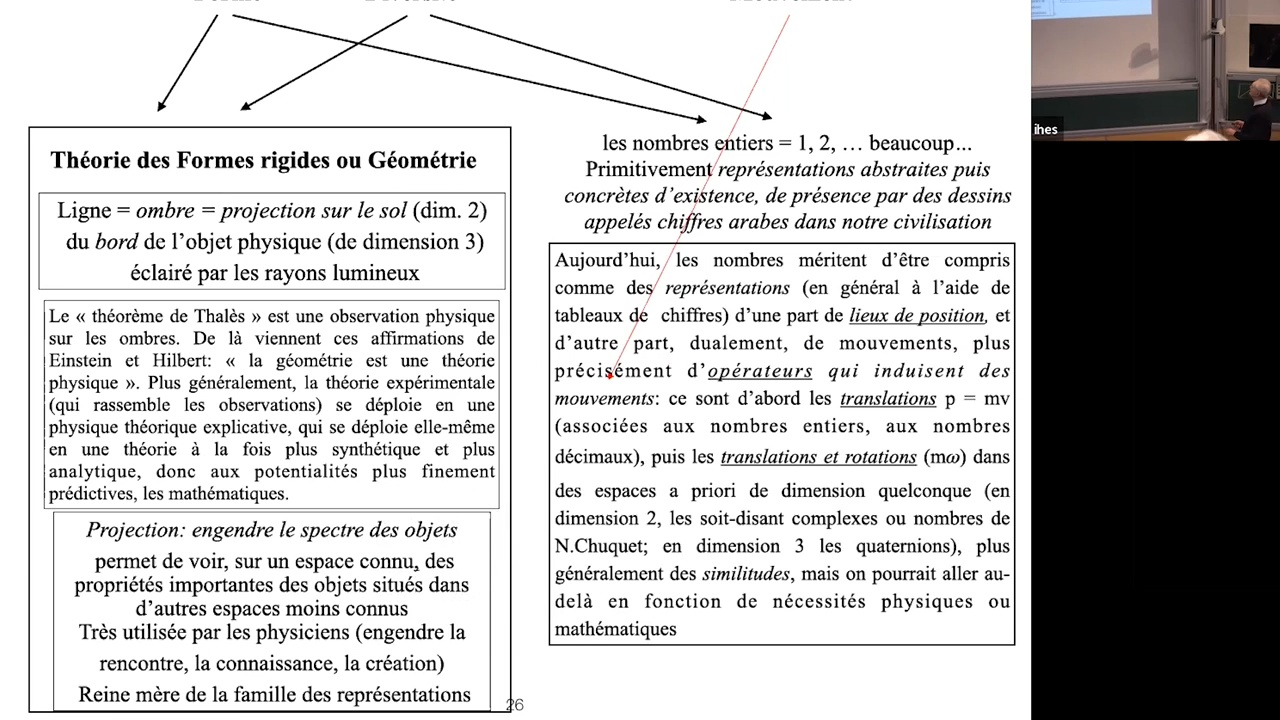 Théorie des Formes rigides ou Géométrie
Ligne = ombre = projection sur le sol (dim. 2)
du bord de l'objet physique (de dimension 3)
éclairé par les rayons lumineux
Le « théorème de Thalès » est une observation physique
sur les ombres. De là viennent ces affirmations de
Einstein et Hilbert: « la géométrie est une théorie
physique ». Plus généralement, la théorie expérimentale
(qui rassemble les observations) se déploie en une
physique théorique explicative, qui se déploie elle-même
en une théorie à la fois plus synthétique et plus
analytique, donc aux potentialités plus finement
prédictives, les mathématiques.
Projection: engendre le spectre des objets
permet de voir, sur un espace connu, des
propriétés importantes des objets situés dans
d'autres espaces moins connus
Très utilisée par les physiciens (engendre la
rencontre, la connaissance, la création)
Reine mère de la famille des représentations
les nombres entiers = 1, 2, … beaucoup…
Primitivement représentations abstraites puis
concrètes d'existence, de présence par des dessins
appelés chiffres arabes dans notre civilisation
Aujourd'hui, les nombres méritent d'être compris
comme des représentations (en général à l'aide de
tableaux de chiffres) d'une part de lieux de position, et
d'autre part, dualement, de mouvements, plus
précisément d'opérateurs qui induisent des
mouvements: ce sont d'abord les translations p = mv
(associées aux nombres entiers, aux nombres
décimaux), puis les translations et rotations (mω) dans
des espaces a priori de dimension quelconque (en
dimension 2, les soit-disant complexes ou nombres de
N.Chuquet; en dimension 3 les quaternions), plus
généralement des similitudes, mais on pourrait aller au-
delà en fonction de nécessités physiques ou
mathématiques
26
ihes